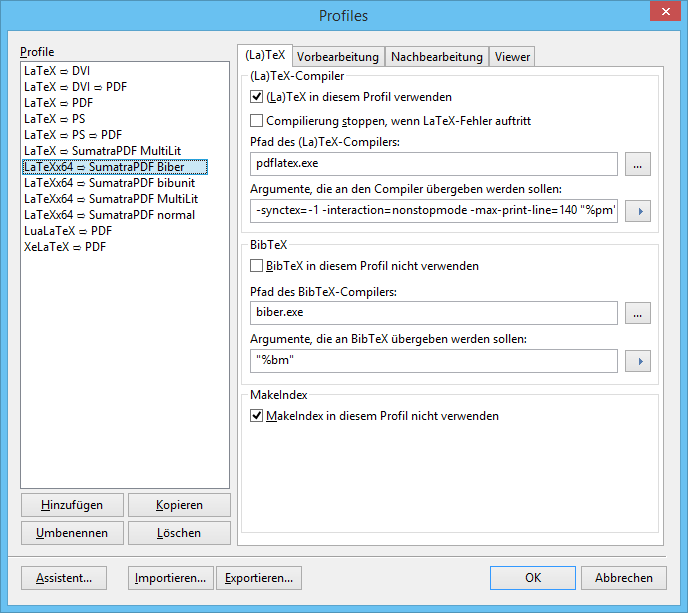 Profiles
Profile
LaTeX ⇨ DVI
LaTeX ⇨ DVI ⇨ PDF
LaTeX ⇨ PDF
LaTeX ⇨ PS
LaTeX ⇨ PS ⇨ PDF
LaTeX ⇨ SumatraPDF MultiLit
LaTeXx64 ⇨ SumatraPDF Biber
LaTeXx64 ⇨ SumatraPDF bibunit
LaTeXx64 ⇨ SumatraPDF MultiLit
LaTeXx64 ⇨ SumatraPDF normal
LuaLaTeX ⇨ PDF
XeLaTeX ⇨ PDF
Hinzufügen
Kopieren
Umbenennen
Löschen
(La)TeX
Vorbearbeitung
Nachbearbeitung
Viewer
(La)TeX-Compiler
(La)TeX in diesem Profil verwenden
Compilierung stoppen, wenn LaTeX-Fehler auftritt
Pfad des (La)TeX-Compilers:
pdflatex.exe
...
Argumente, die an den Compiler übergeben werden sollen:
-synctex=-1 -interaction=nonstopmode -max-print-line=140 "%pm"
BibTeX
BibTeX in diesem Profil nicht verwenden
Pfad des BibTeX-Compilers:
biber.exe
...
Argumente, die an BibTeX übergeben werden sollen:
"%bm"
MakeIndex
MakeIndex in diesem Profil nicht verwenden
Assistent...
Importieren...
Exportieren...
OK
Abbrechen